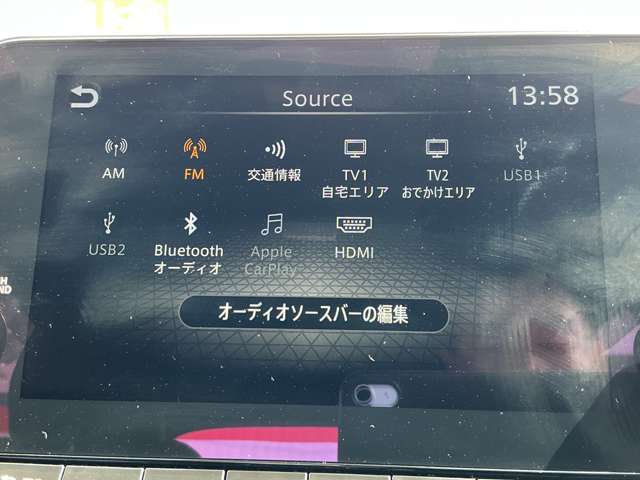 Source
13:58
AM
FM
交通情報
TV1
自宅エリア
TV2
おでかけエリア
USB1
USB2
Bluetooth
オーディオ
Apple
CarPlay
HDMI
オーディオソースバーの編集